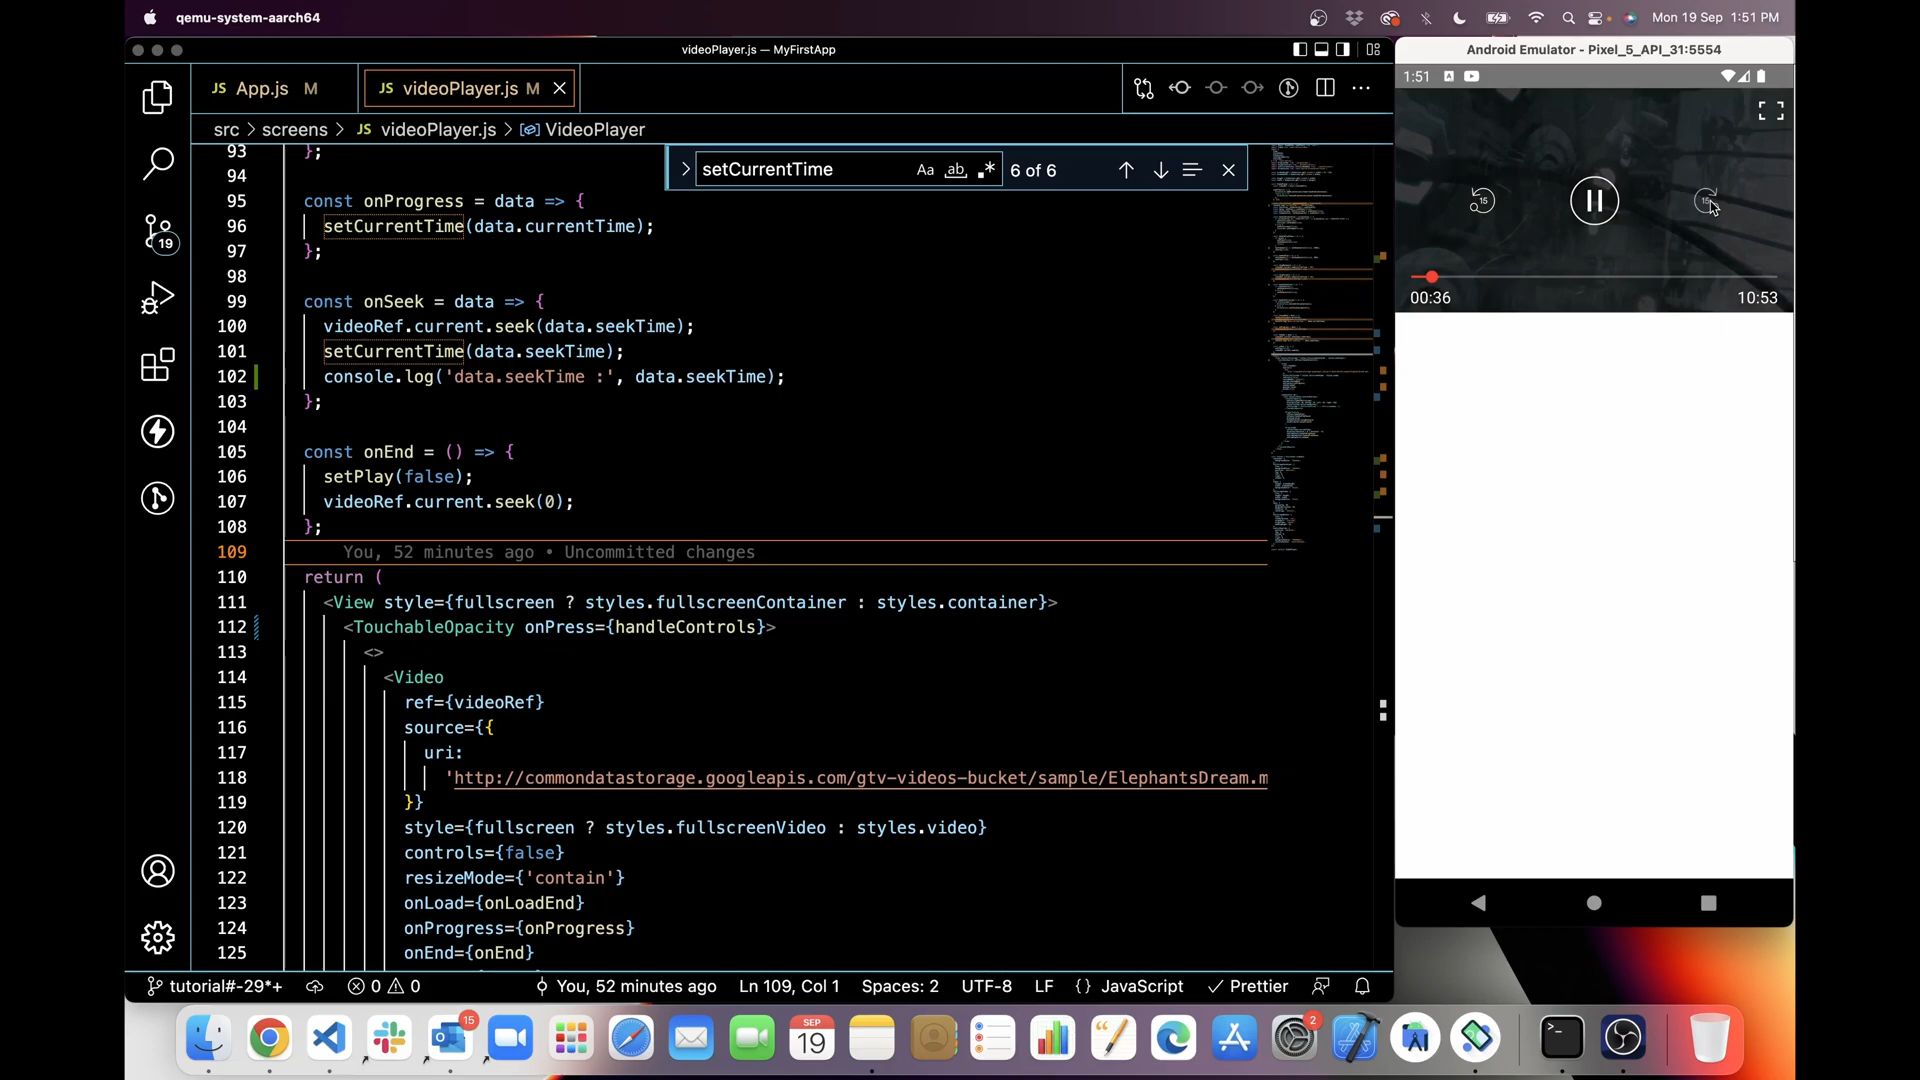 qemu-system-aarch64
Mon 19 Sep 1:51 PM
videoPlayer.js — MyFirstApp
JS App.js M
JS videoPlayer.js M
src > screens > JS videoPlayer.js > VideoPlayer
setCurrentTime
Aa ab .* 6 of 6
93 };
94
95 const onProgress = data => {
96 setCurrentTime(data.currentTime);
97 };
98
99 const onSeek = data => {
100 videoRef.current.seek(data.seekTime);
101 setCurrentTime(data.seekTime);
102 console.log('data.seekTime :', data.seekTime);
103 };
104
105 const onEnd = () => {
106 setPlay(false);
107 videoRef.current.seek(0);
108 };
109 You, 52 minutes ago • Uncommitted changes
110 return (
111 <View style={fullscreen ? styles.fullscreenContainer : styles.container}>
112 <TouchableOpacity onPress={handleControls}>
113 <>
114 <Video
115 ref={videoRef}
116 source={{
117 uri:
118 'http://commondatastorage.googleapis.com/gtv-videos-bucket/sample/ElephantsDream.m
119 }}
120 style={fullscreen ? styles.fullscreenVideo : styles.video}
121 controls={false}
122 resizeMode={'contain'}
123 onLoad={onLoadEnd}
124 onProgress={onProgress}
125 onEnd={onEnd}
19
tutorial#-29*+
0 0
You, 52 minutes ago
Ln 109, Col 1
Spaces: 2
UTF-8
LF
{} JavaScript
Prettier
Android Emulator - Pixel_5_API_31:5554
1:51 A
15
15
00:36
10:53
15
SEP
19
2